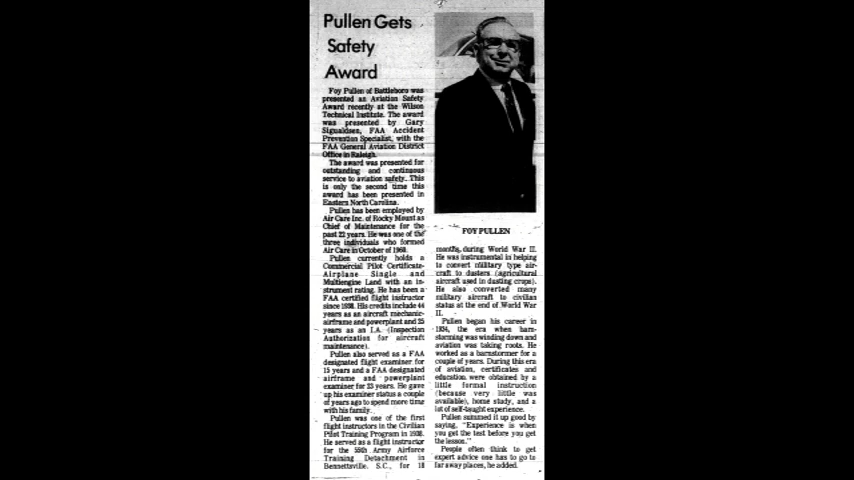 Pullen Gets
Safety
Award
Foy Pullen of Battleboro was
presented an Aviation Safety
Award recently at the Wilson
Technical Institute. The award
was presented by Gary
FAA Accident
Prevention Specialist, with the
FAA General Aviation District
Office in Raleigh.
The award was presented for
outstanding and continuous
service to aviation safety. This
is only the second time this
award has been presented in
Eastern North Carolina.
Pullen has been employed by
Air Care Inc. of Rocky Mount as
Chief of Maintenance for the
past 22 years. He was one of the
three individuals who formed
Air Care in October of
Pullen currently holds a
Commercial Pilot Certificate-
Airplane Single and
Multiengine Land with an in-
strument rating. He has been a
FAA certified flight instructor
since 1938. His credits include 44
years as an aircraft mechanic-
airframe and powerplant and 25
years as an I.A. (Inspection
Authorization for aircraft
maintenance).
Pullen also served as a FAA
designated flight examiner for
15 years and a FAA designated
airframe and powerplant
examiner for 23 years. He gave
up his examiner status a couple
of years ago to spend more time
with his family.
Pullen was one of the first
flight instructors in the Civilian
Pilot Training Program in 1938.
He served as a flight instructor
for the 55th Army Airforce
Training Detachment in
Bennettsville, S.C., for 18
FOY PULLEN
months, during World War II.
He was instrumental in helping
to convert military type air-
craft to dusters (agricultural
aircraft used in dusting crops).
He also converted many
military aircraft to civilian
status at the end of World War
II.
Pullen began his career in
1934, the era when barn-
storming was winding down and
aviation was taking roots. He
worked as a barnstormer for a
couple of years. During this era
of aviation, certificates and
education were obtained by a
little formal instruction
(because very little was
available), home study, and a
lot of self-taught experience.
Pullen summed it up good by
saying, "Experience is when
you get the test before you get
the lesson."
People often think to get
expert advice one has to go to
far away places, he added.